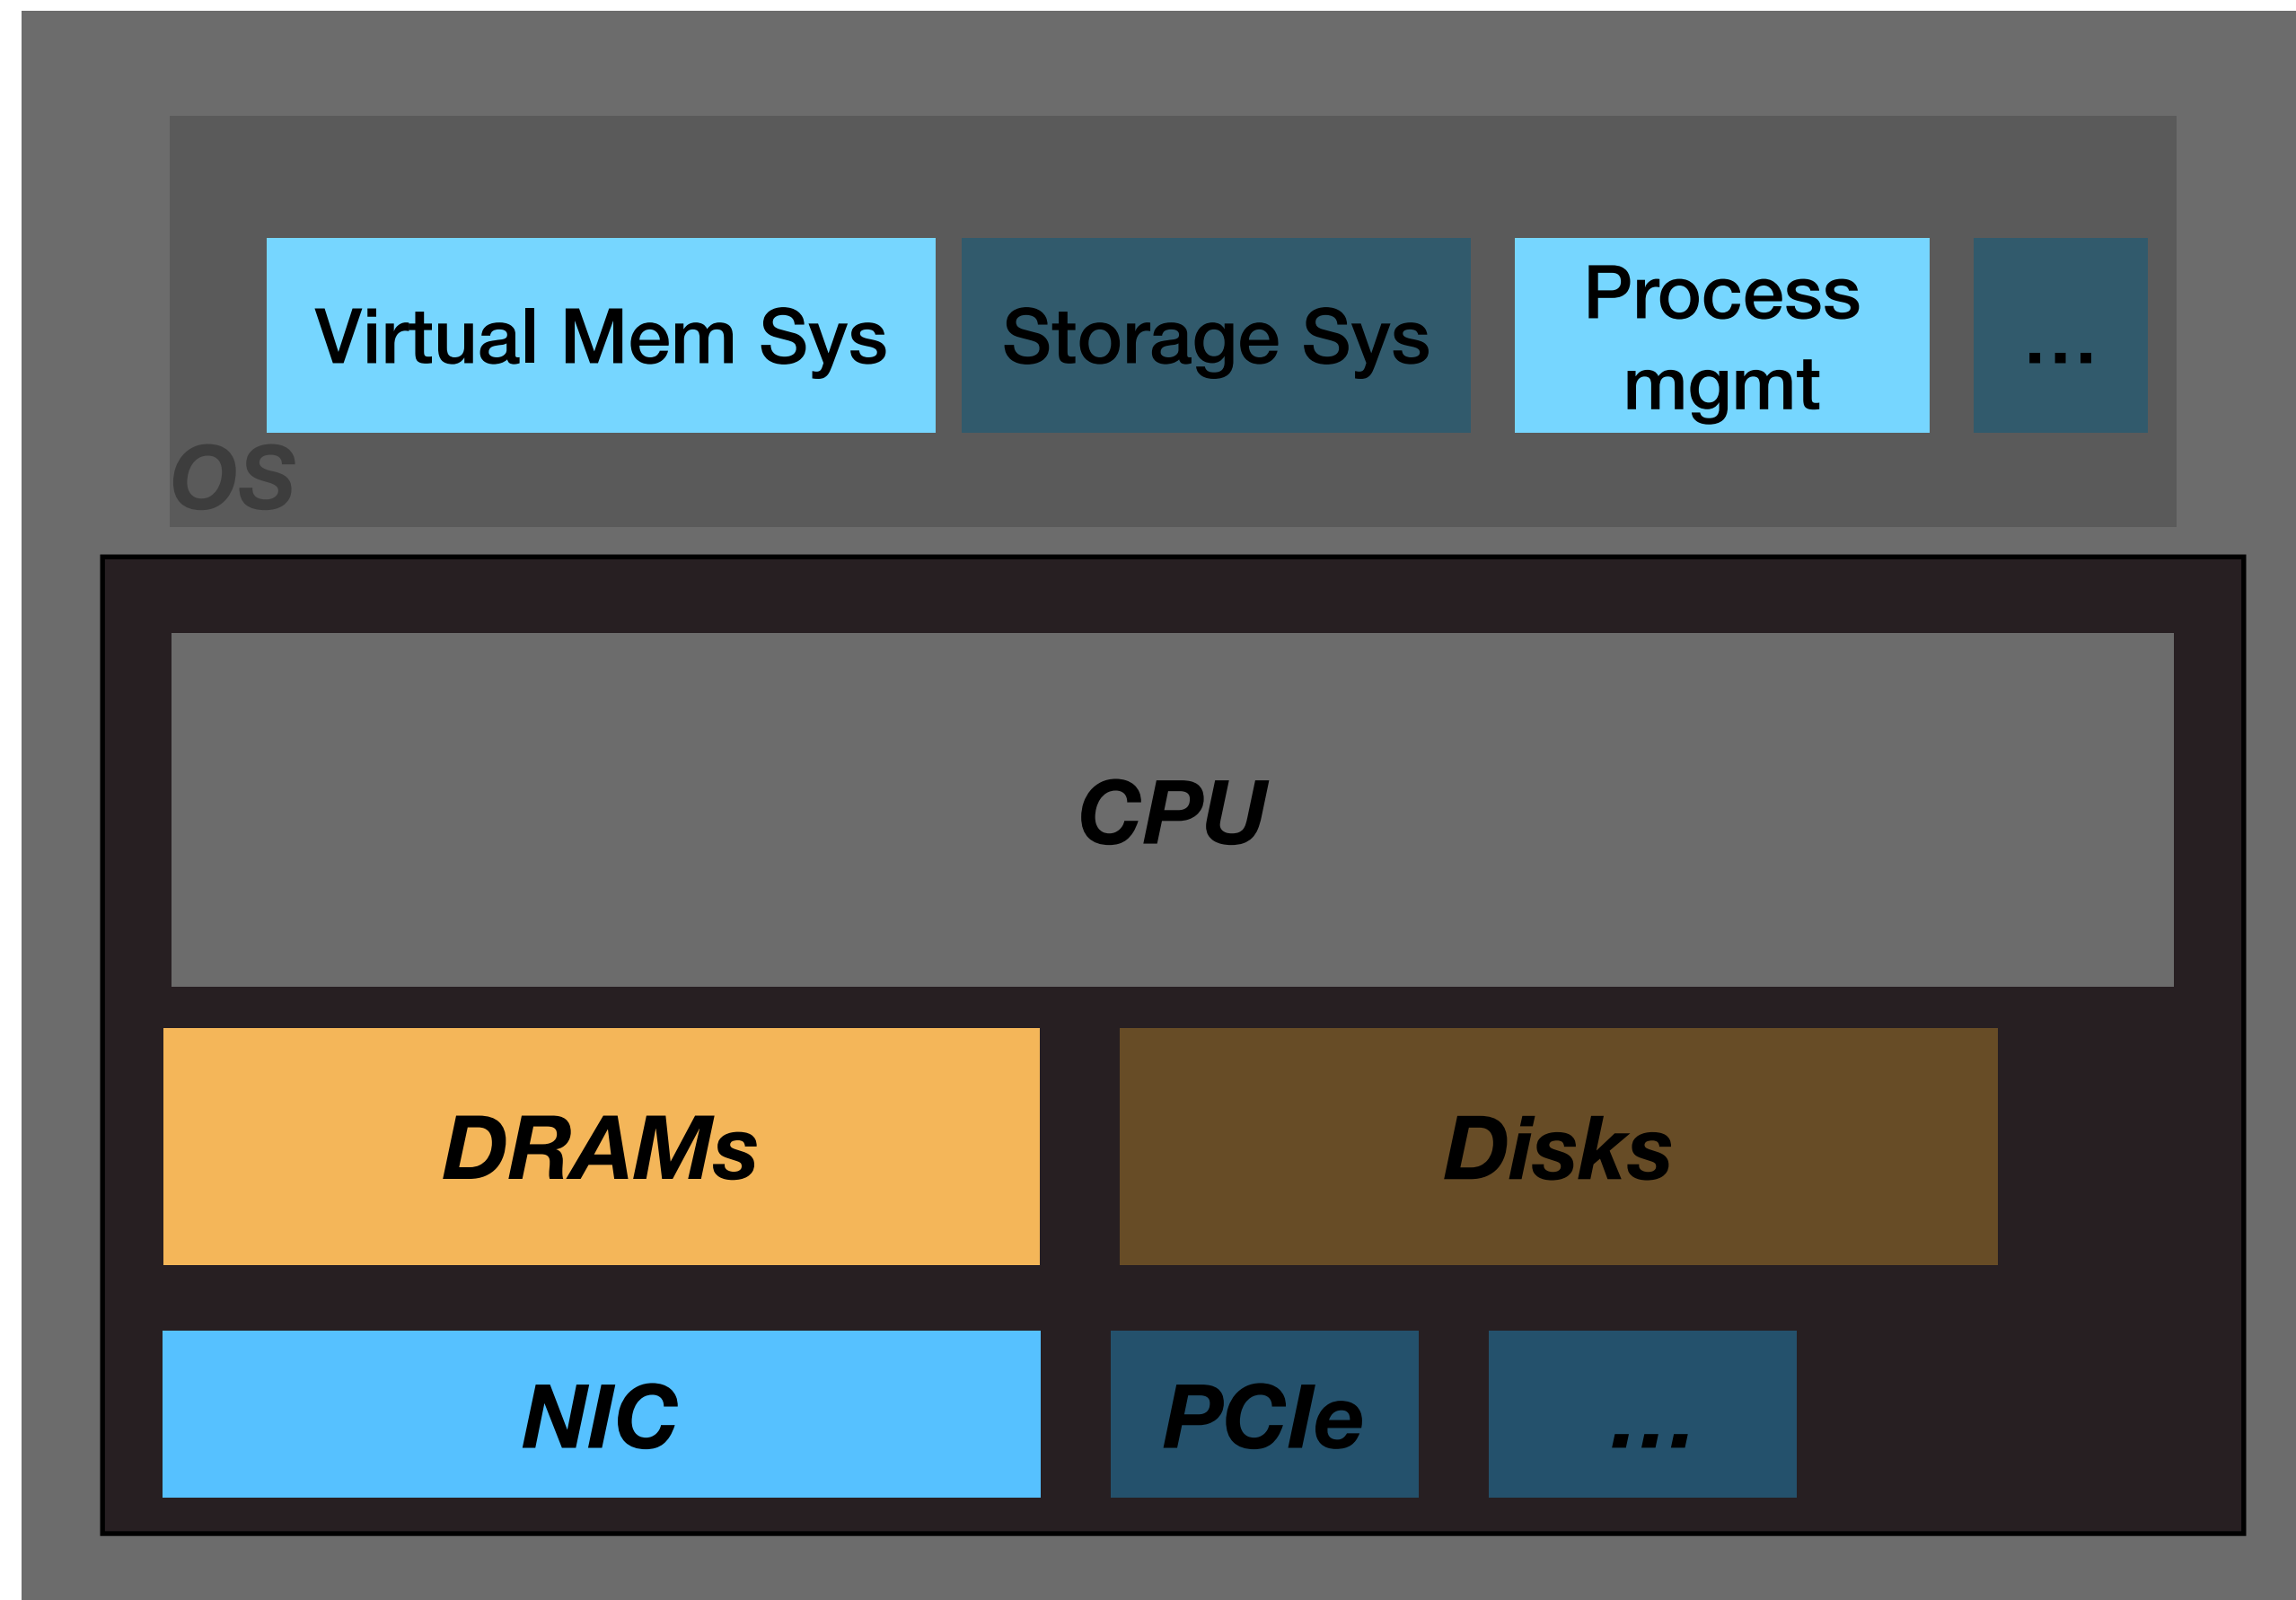 Virtual Mem Sys
Storage Sys
Process
mgmt
...
OS
CPU
DRAMs
Disks
NIC
PCIe
...